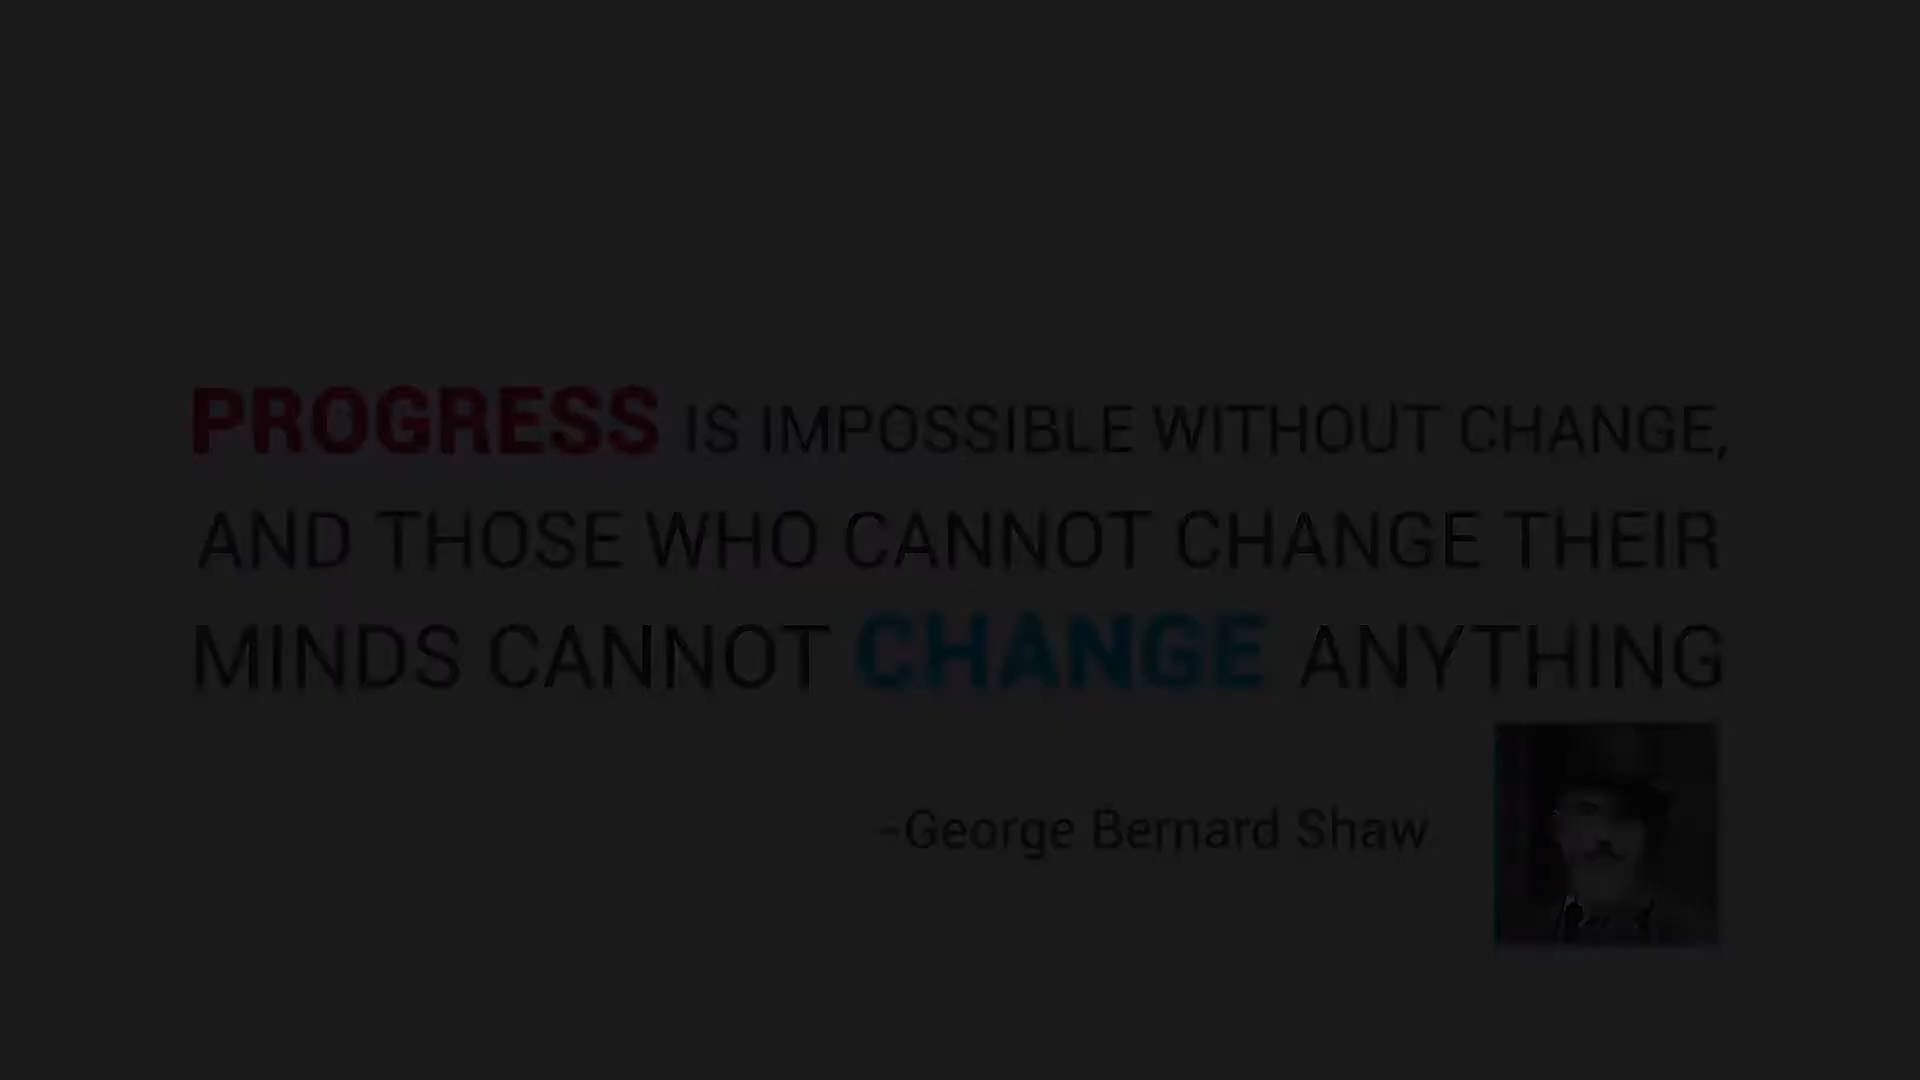 PROGRESS IS IMPOSSIBLE WITHOUT CHANGE,
AND THOSE WHO CANNOT CHANGE THEIR
MINDS CANNOT CHANGE ANYTHING
-George Bernard Shaw